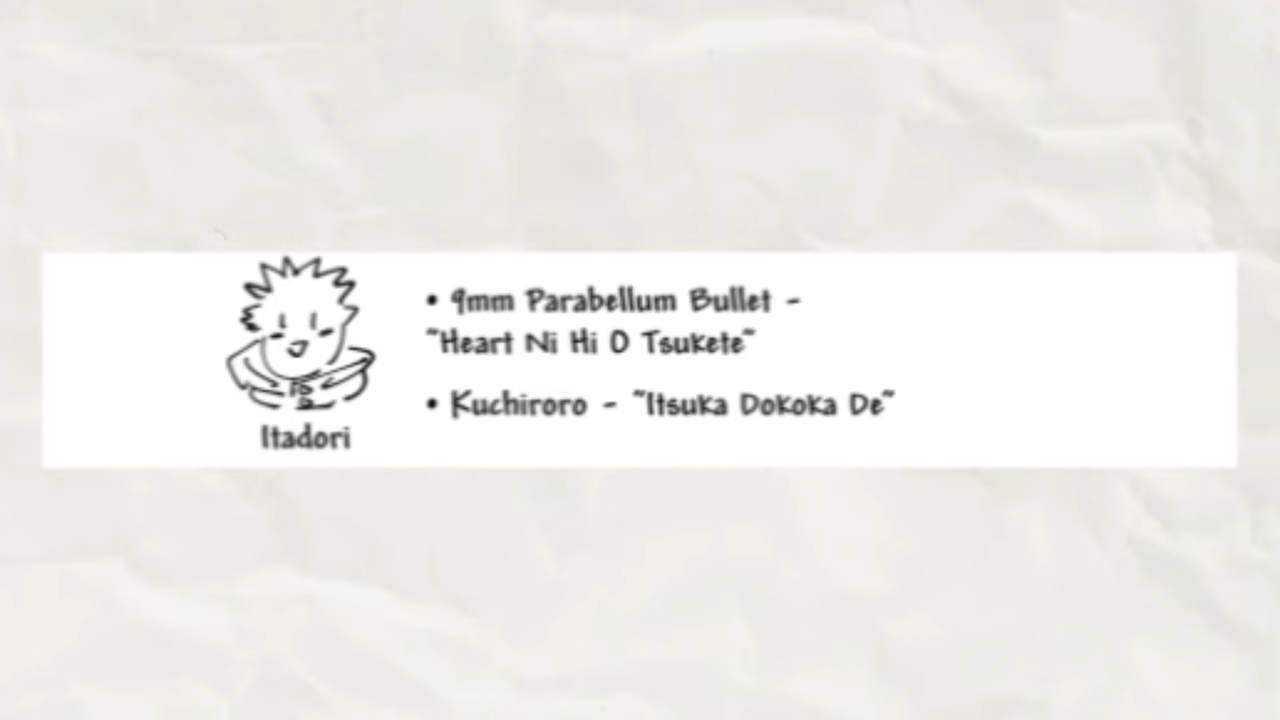 • 9mm Parabellum Bullet -
"Heart Ni Hi O Tsukete"
• Kuchiroro - "Itsuka Dokoka De"
Itadori